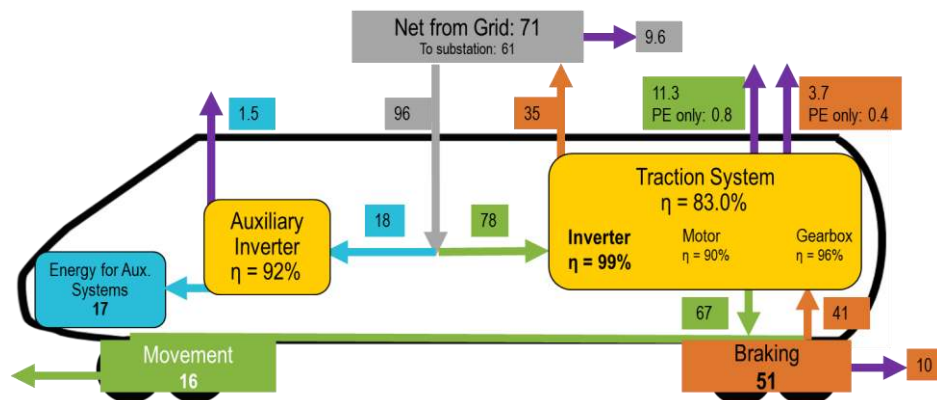 Net from Grid: 71
To substation: 61
9.6
1.5
96
35
11.3
PE only: 0.8
3.7
PE only: 0.4
Traction System
η = 83.0%
Auxiliary
Inverter
η = 92%
18
78
Inverter
η = 99%
Motor
η = 90%
Gearbox
η = 96%
Energy for Aux.
Systems
17
67
41
Movement
16
Braking
51
10